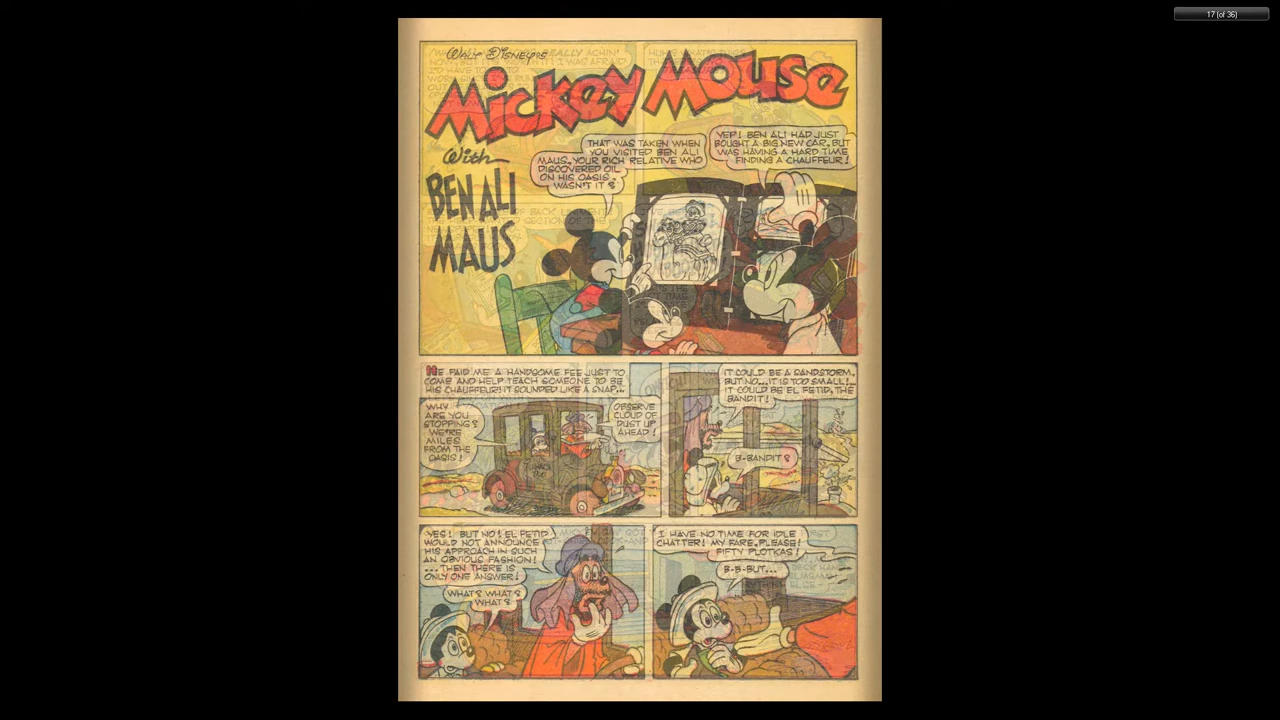 17 (of 36)
WALT DISNEY'S
MICKEY MOUSE
With
BEN ALI
MAUS
THAT WAS TAKEN WHEN
YOU VISITED BEN ALI
MAUS, YOUR RICH RELATIVE WHO
DISCOVERED OIL
ON HIS OASIS,
WASN'T IT?
YEP! BEN ALI HAD JUST
BOUGHT A BIG NEW CAR, BUT
WAS HAVING A HARD TIME
FINDING A CHAUFFEUR!
HE PAID ME A HANDSOME FEE JUST TO
COME AND HELP TEACH SOMEONE TO BE
HIS CHAUFFEUR! IT SOUNDED LIKE A SNAP...
WHY
ARE YOU
STOPPING?
WE'RE
MILES
FROM THE
OASIS!
OBSERVE
CLOUD OF
DUST UP
AHEAD!
IT COULD BE A SANDSTORM,
BUT NO...IT IS TOO SMALL!...
IT COULD BE EL FETID, THE
BANDIT!
B-BANDIT?
YES! BUT NO! EL FETID
WOULD NOT ANNOUNCE
HIS APPROACH IN SUCH
AN OBVIOUS FASHION!
...THEN THERE IS
ONLY ONE ANSWER!
WHAT? WHAT?
WHAT?
I HAVE NO TIME FOR IDLE
CHATTER! MY FARE, PLEASE!
FIFTY PLOTKAS!
B-B-BUT...